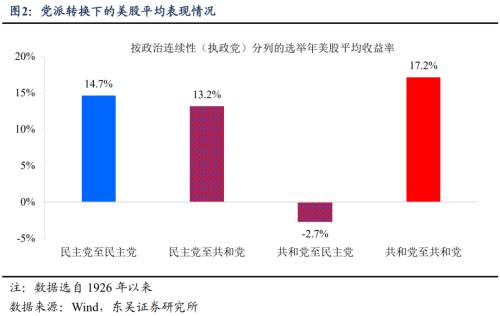 图2：党派转换下的美股平均表现情况
按政治连续性（执政党）分列的选举年美股平均收益率
20%
15%
10%
5%
0%
-5%
14.7%
13.2%
-2.7%
17.2%
民主党至民主党
民主党至共和党
共和党至民主党
共和党至共和党
注：数据选自 1926 年以来
数据来源：Wind，东吴证券研究所